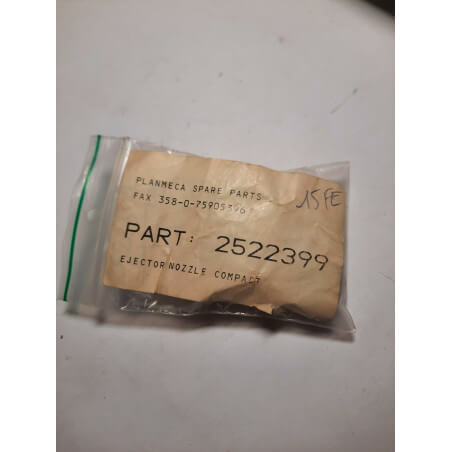 PLANMECA SPARE PARTS
FAX 358-0-75905396
15FE
PART: 2522399
EJECTOR NOZZLE COMPACT